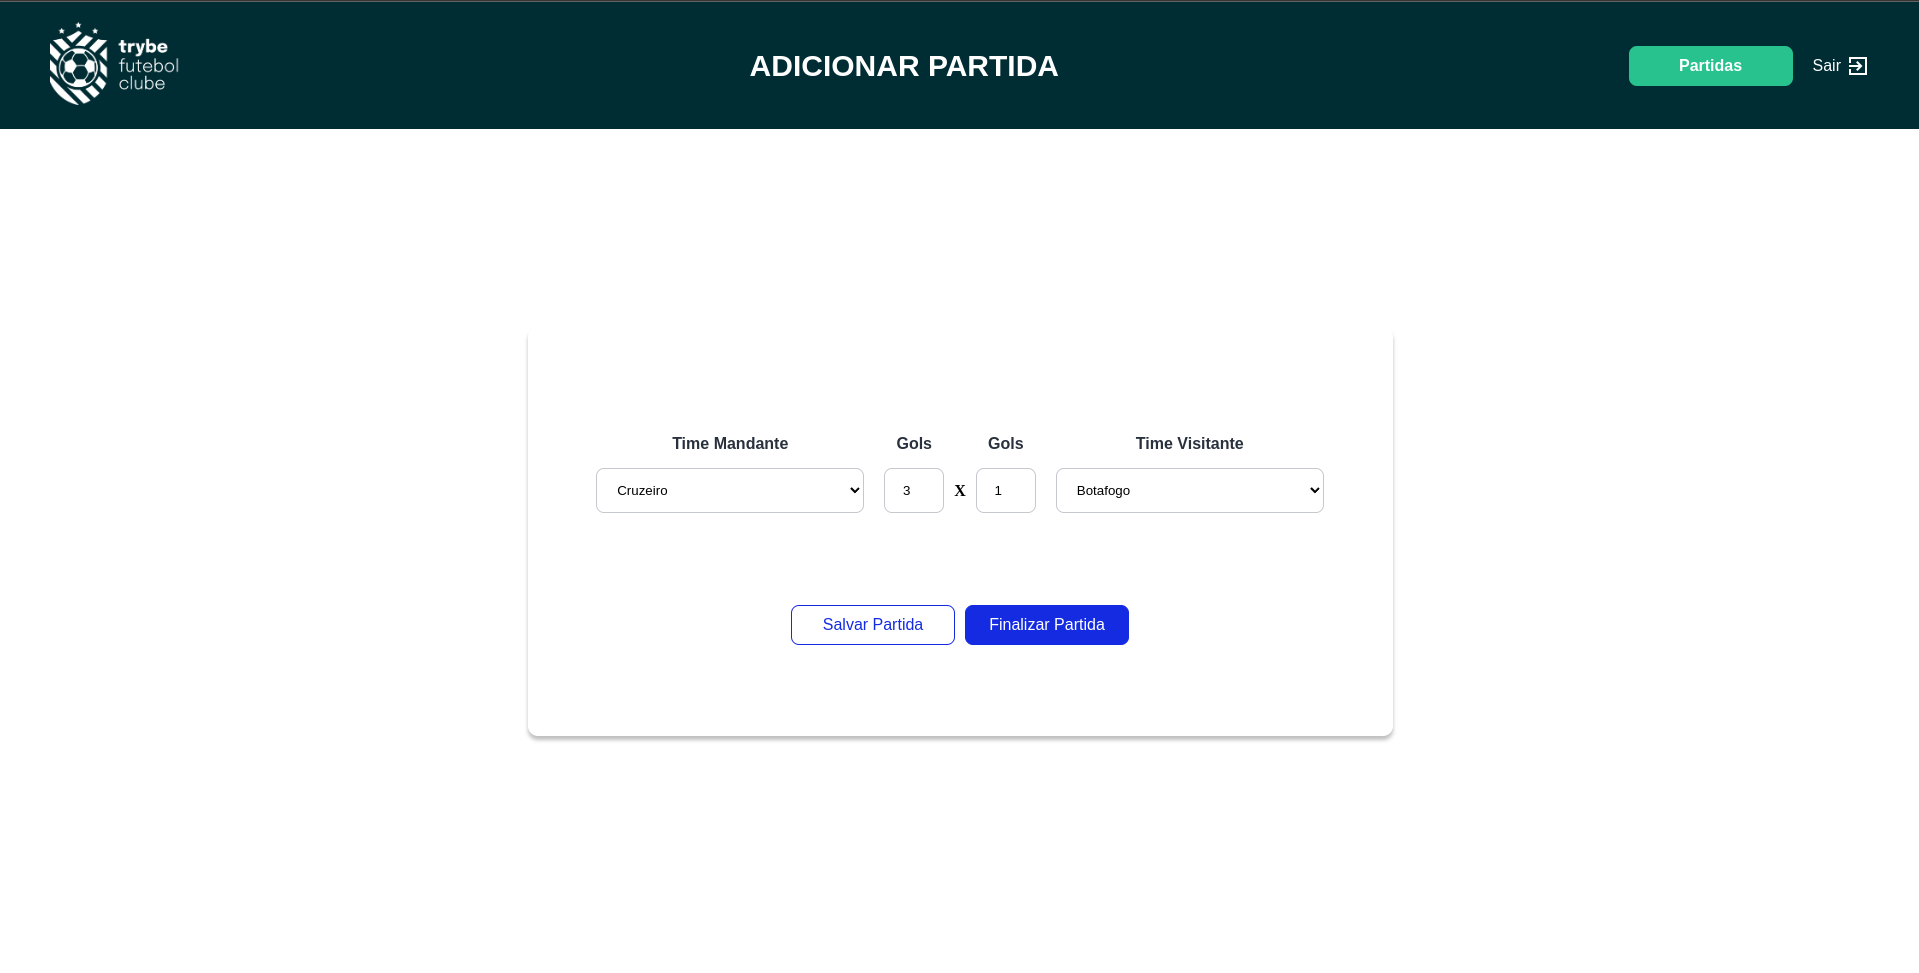 trybe
futebol
clube
ADICIONAR PARTIDA
Partidas
Sair
Time Mandante
Gols
Gols
Time Visitante
Cruzeiro
3
X
1
Botafogo
Salvar Partida
Finalizar Partida